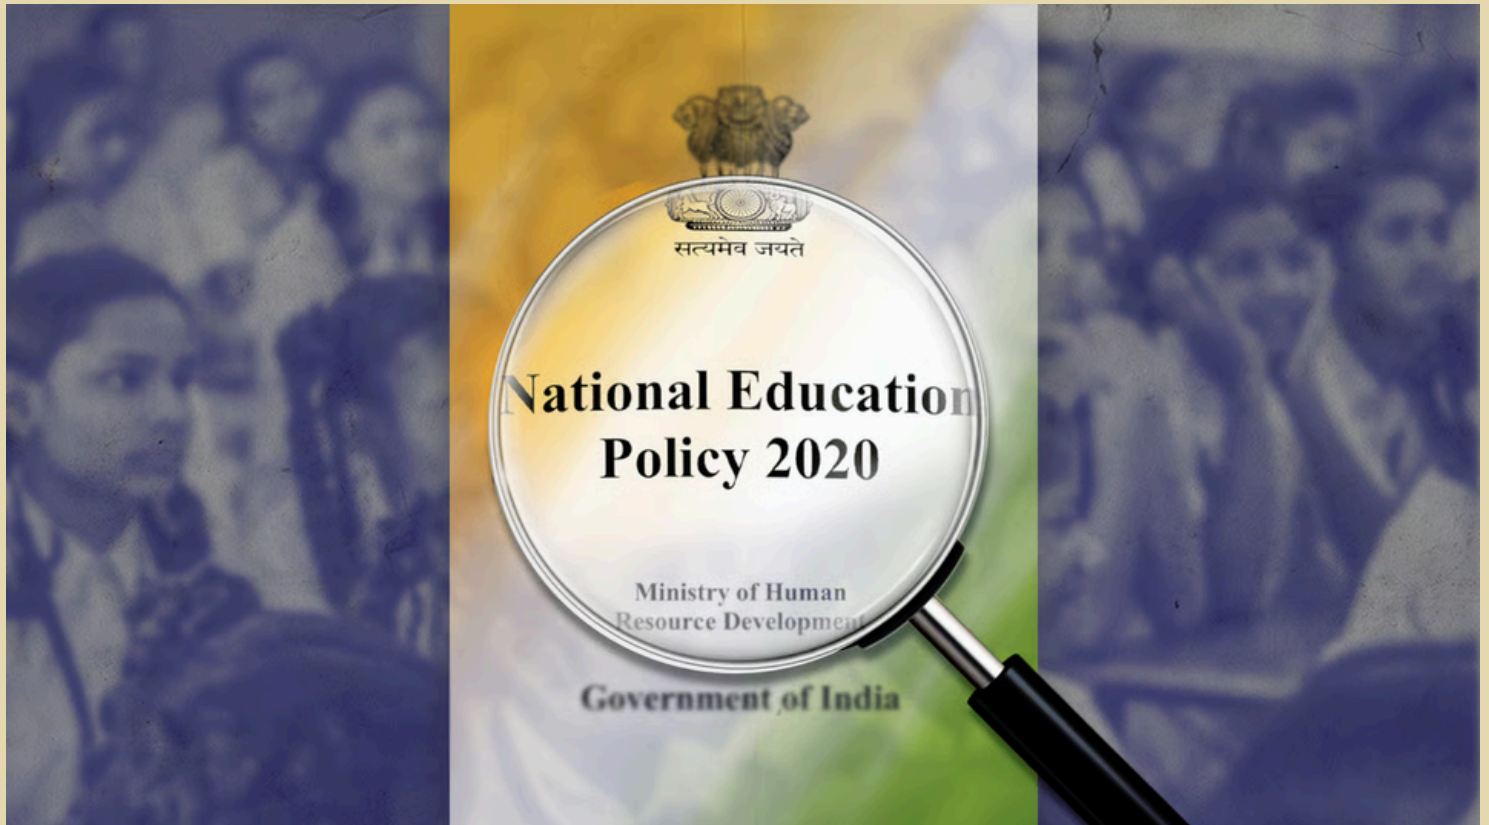 सत्यमेव जयते
National Education
Policy 2020
Ministry of Human
Resource Development
Government of India